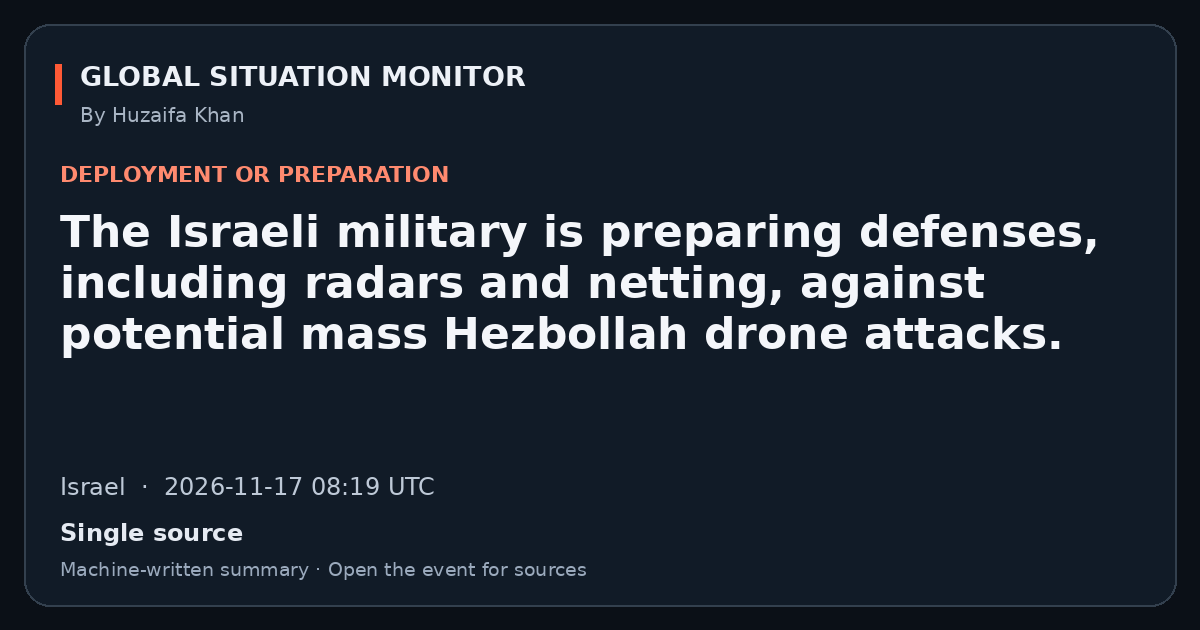 GLOBAL SITUATION MONITOR
By Huzaifa Khan
DEPLOYMENT OR PREPARATION
The Israeli military is preparing defenses,
including radars and netting, against
potential mass Hezbollah drone attacks.
Israel · 2026-11-17 08:19 UTC
Single source
Machine-written summary · Open the event for sources